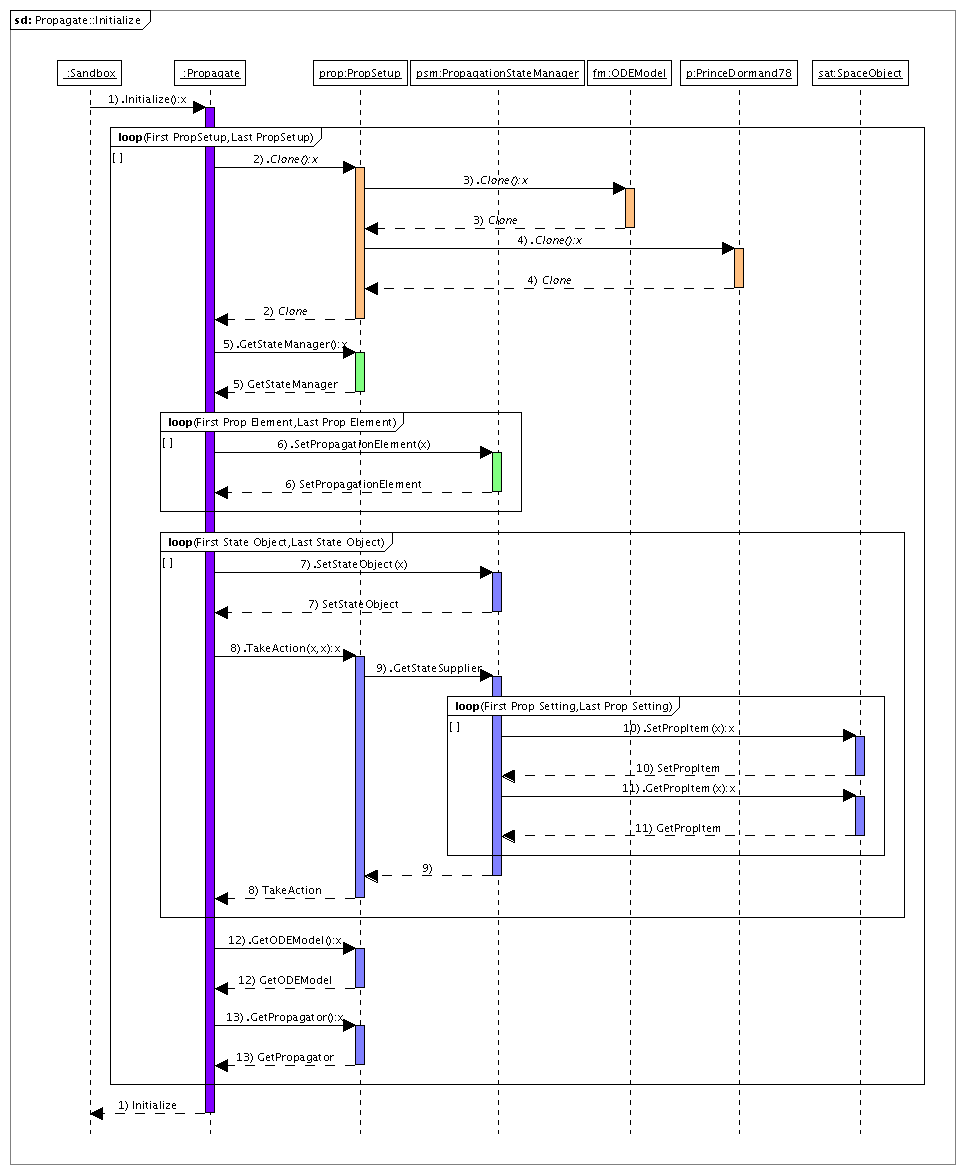 sd: Propagate::Initialize
:Sandbox
:Propagate
prop:PropSetup
psm:PropagationStateManager
fm:ODEModel
p:PrinceDormand78
sat:SpaceObject
1) .Initialize():x
loop(First PropSetup,Last PropSetup)
[ ]
2) .Clone():x
3) .Clone():x
3) Clone
4) .Clone():x
4) Clone
2) Clone
5) .GetStateManager():x
5) GetStateManager
loop(First Prop Element,Last Prop Element)
[ ]
6) .SetPropagationElement(x)
6) SetPropagationElement
loop(First State Object,Last State Object)
[ ]
7) .SetStateObject(x)
7) SetStateObject
8) .TakeAction(x,x):x
9) .GetStateSupplier
loop(First Prop Setting,Last Prop Setting)
[ ]
10) .SetPropItem(x):x
10) SetPropItem
11) .GetPropItem(x):x
11) GetPropItem
9)
8) TakeAction
12) .GetODEModel():x
12) GetODEModel
13) .GetPropagator():x
13) GetPropagator
1) Initialize